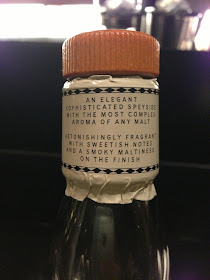 AN ELEGANT
SOPHISTICATED SPEYSIDE
WITH THE MOST COMPLEX
AROMA OF ANY MALT
ASTONISHINGLY FRAGRANT
WITH SWEETISH NOTES
AND A SMOKY MALTINESS
ON THE FINISH